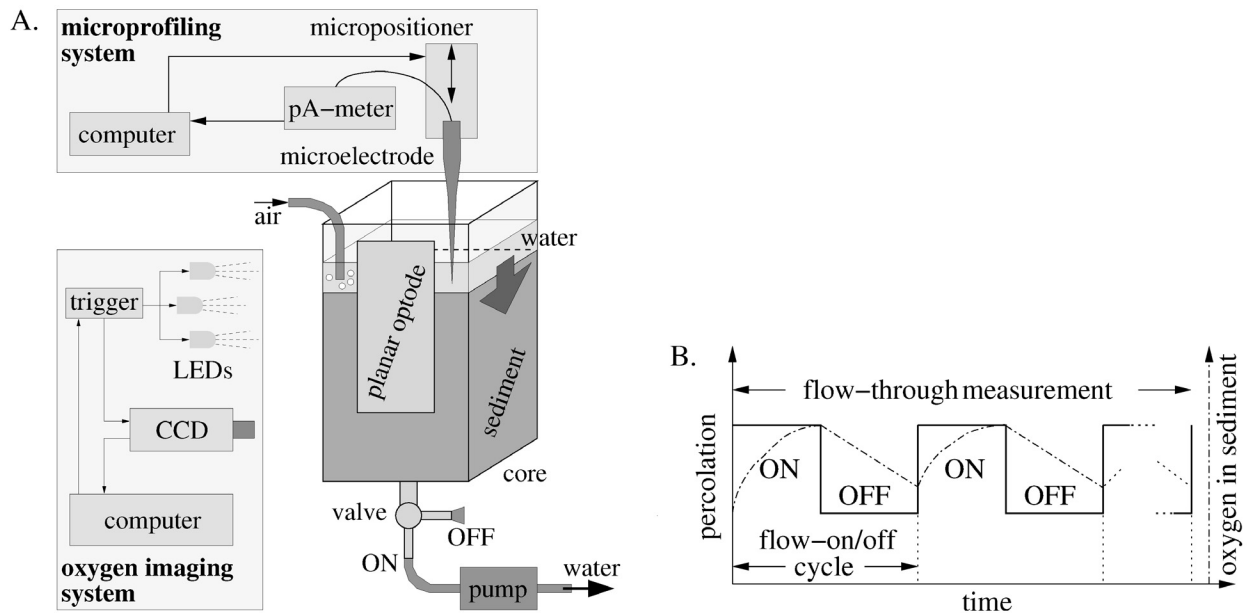 A.
microprofiling
system
micropositioner
pA-meter
computer
microelectrode
air
water
planar optode
sediment
core
trigger
LEDs
CCD
computer
oxygen imaging
system
valve
OFF
ON
pump
water
B.
flow-through measurement
percolation
oxygen in sediment
ON
OFF
ON
OFF
flow-on/off
cycle
time